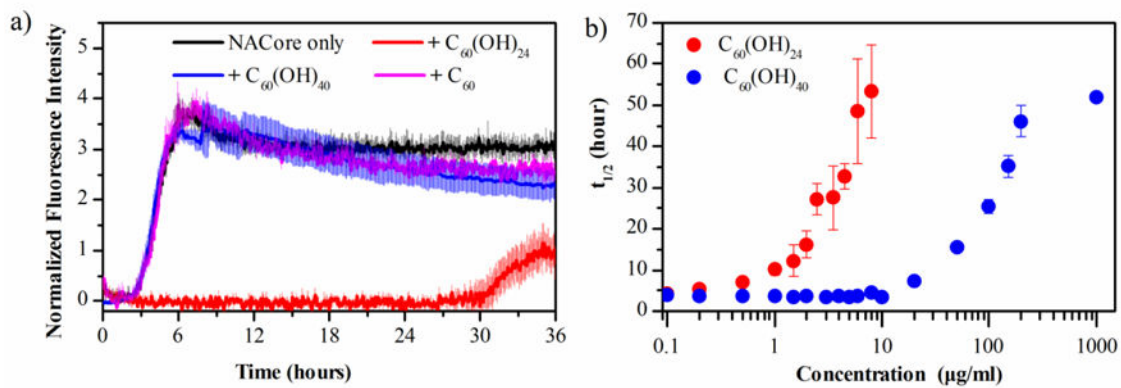 a)
NACore only
+ C60(OH)24
+ C60(OH)40
+ C60
Normalized Fluoresence Intensity
5
4
3
2
1
0
0 6 12 18 24 30 36
Time (hours)
b)
C60(OH)24
C60(OH)40
t1/2 (hour)
70
60
50
40
30
20
10
0
0.1 1 10 100 1000
Concentration (µg/ml)